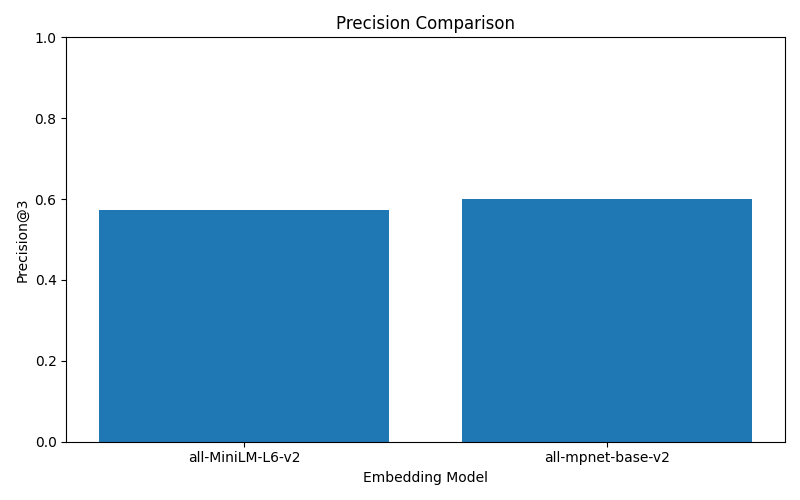 Precision Comparison
1.0
0.8
0.6
0.4
0.2
0.0
Precision@3
all-MiniLM-L6-v2
all-mpnet-base-v2
Embedding Model